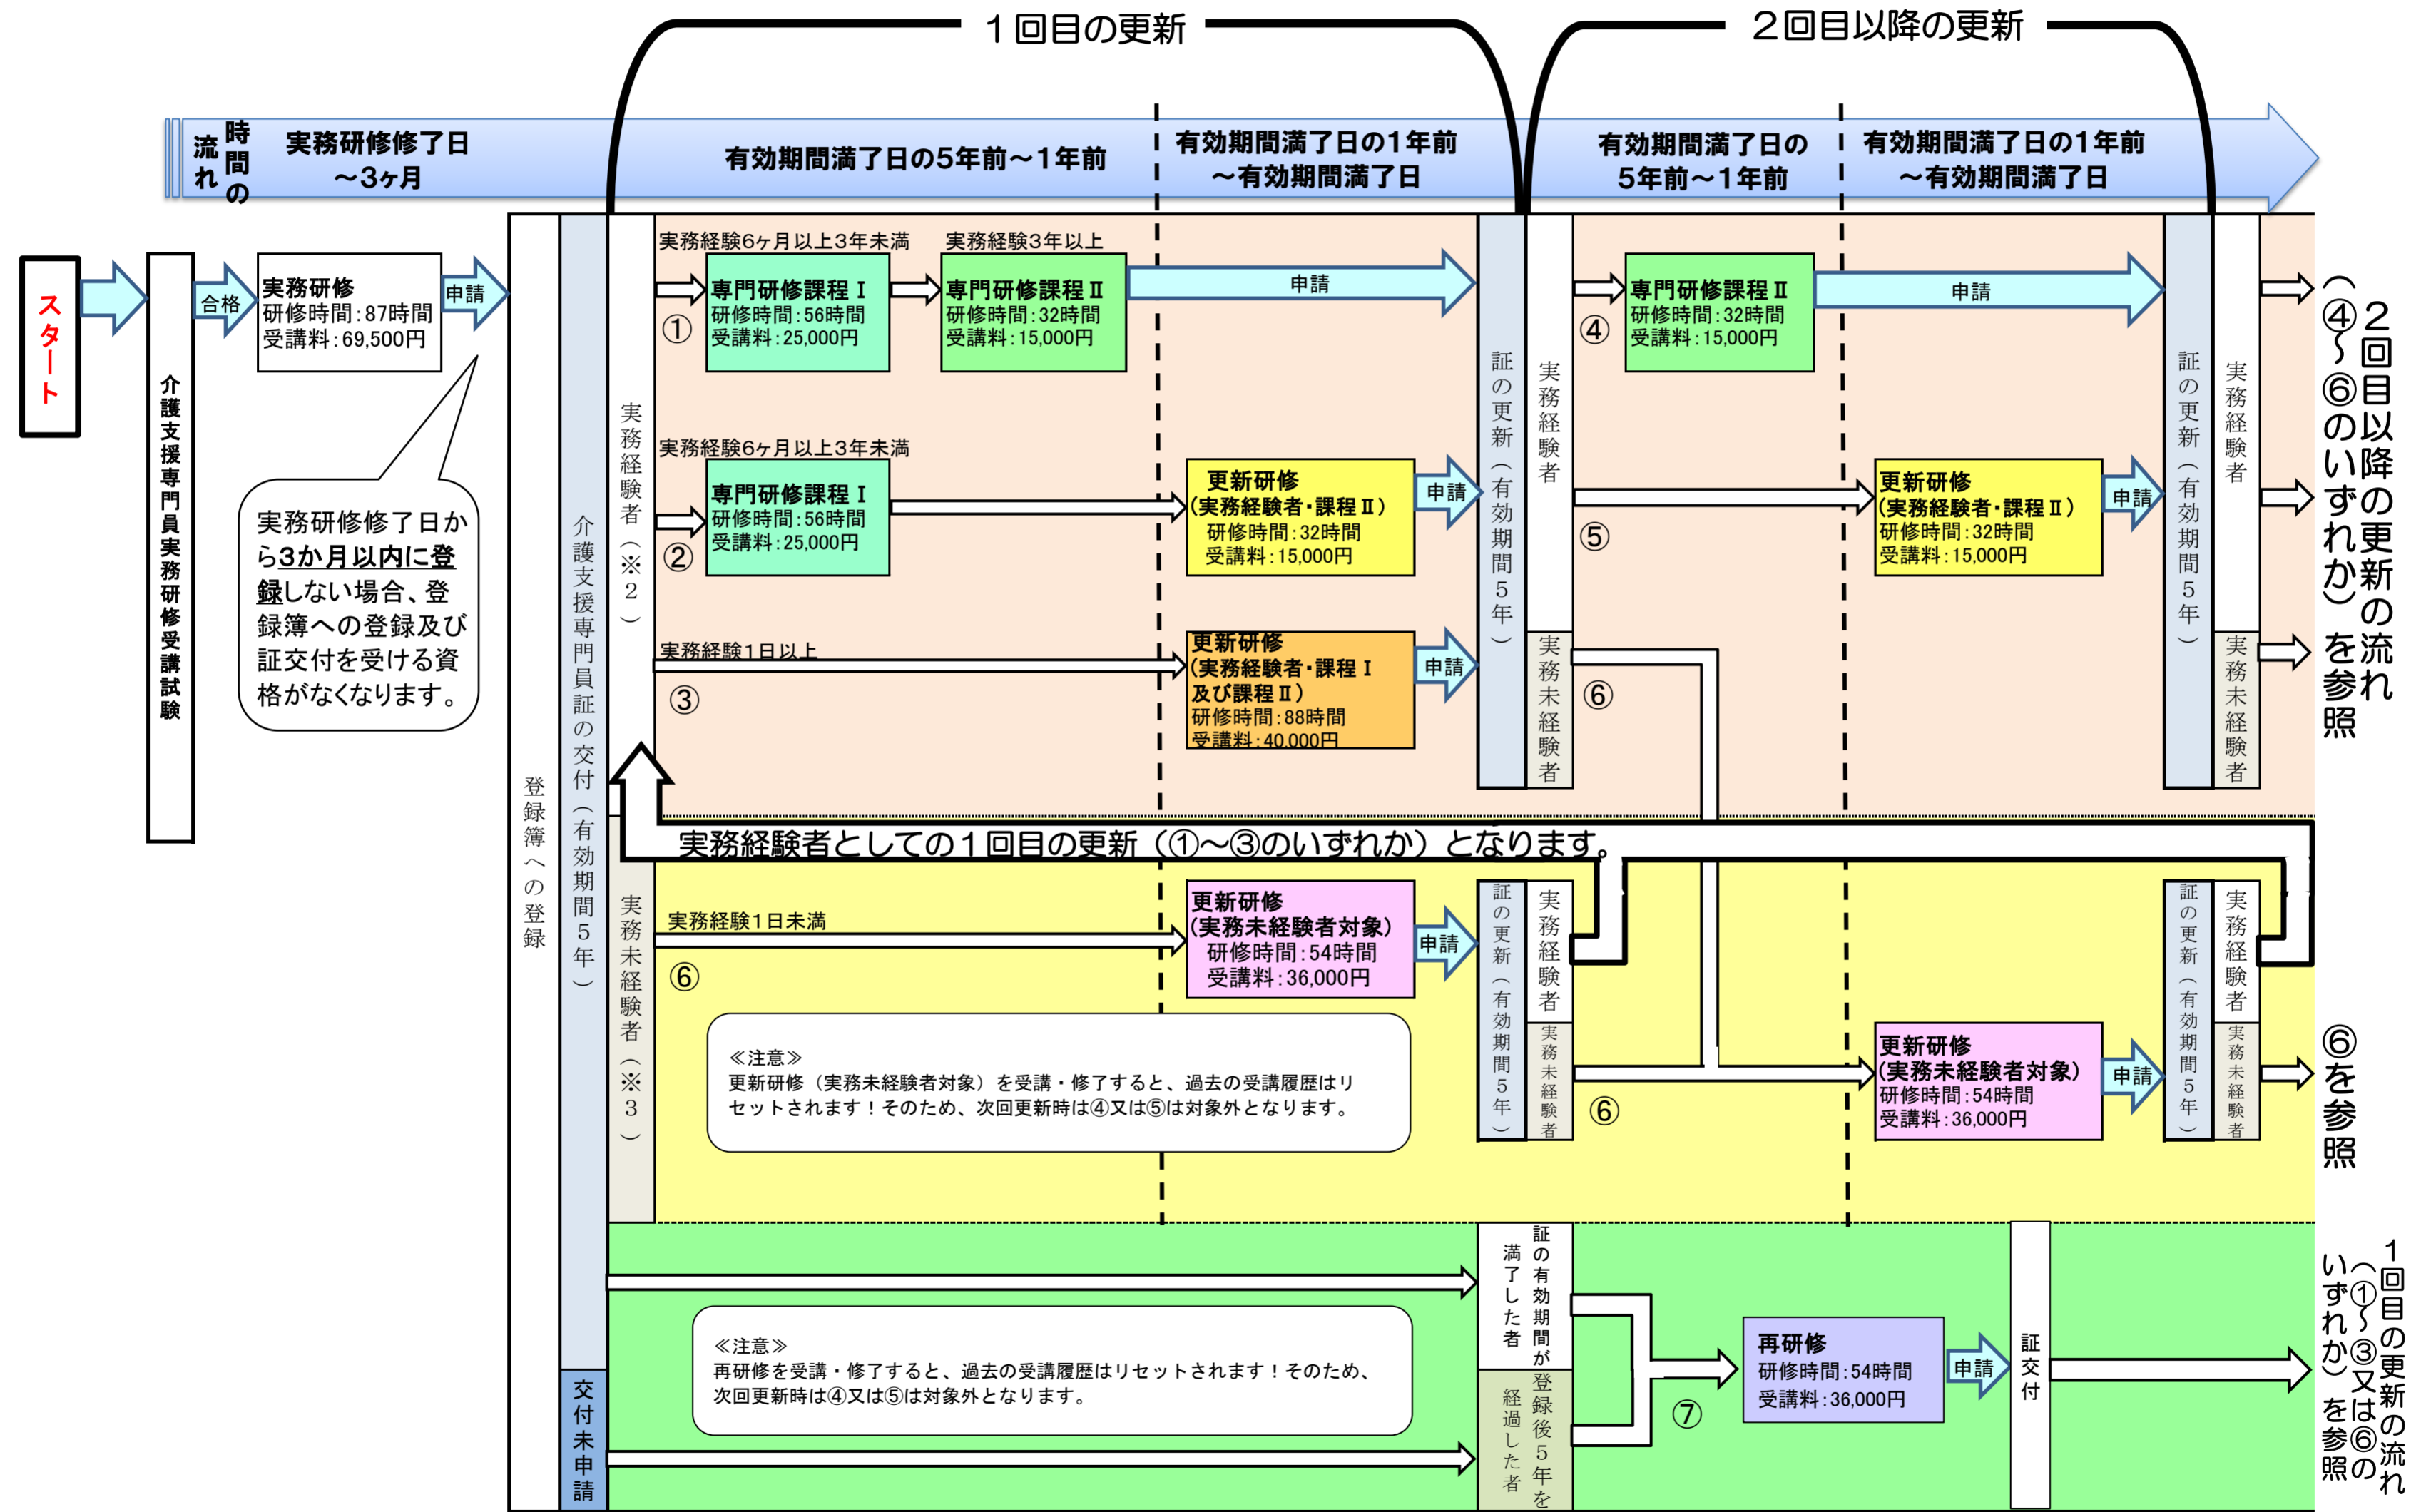 1回目の更新
2回目以降の更新
時間の
流れ
実務研修修了日
～3ヶ月
有効期間満了日の5年前～1年前
有効期間満了日の1年前
～有効期間満了日
有効期間満了日の
5年前～1年前
有効期間満了日の1年前
～有効期間満了日
スタート
介護支援専門員実務研修受講試験
合格
実務研修
研修時間:87時間
受講料:69,500円
申請
実務研修修了日か
ら3か月以内に登
録しない場合、登
録簿への登録及び
証交付を受ける資
格がなくなります。
登録簿への登録
介護支援専門員証の交付（有効期間5年）
交付未申請
実務経験者（※2）
実務経験6ヶ月以上3年未満
①
専門研修課程Ⅰ
研修時間:56時間
受講料:25,000円
実務経験3年以上
専門研修課程Ⅱ
研修時間:32時間
受講料:15,000円
申請
実務経験6ヶ月以上3年未満
②
専門研修課程Ⅰ
研修時間:56時間
受講料:25,000円
更新研修
(実務経験者・課程Ⅱ)
研修時間:32時間
受講料:15,000円
申請
実務経験1日以上
③
更新研修
(実務経験者・課程Ⅰ
及び課程Ⅱ)
研修時間:88時間
受講料:40,000円
申請
証の更新（有効期間5年）
実務経験者
実務未経験者
④
専門研修課程Ⅱ
研修時間:32時間
受講料:15,000円
申請
⑤
更新研修
(実務経験者・課程Ⅱ)
研修時間:32時間
受講料:15,000円
申請
⑥
証の更新（有効期間5年）
実務経験者
実務未経験者
2回目以降の更新の流れ
（④～⑥のいずれか）を参照
実務経験者としての1回目の更新（①～③のいずれか）となります。
実務未経験者（※3）
実務経験1日未満
⑥
更新研修
(実務未経験者対象)
研修時間:54時間
受講料:36,000円
申請
≪注意≫
更新研修（実務未経験者対象）を受講・修了すると、過去の受講履歴はリ
セットされます！そのため、次回更新時は④又は⑤は対象外となります。
証の更新（有効期間5年）
実務経験者
実務未経験者
⑥
更新研修
(実務未経験者対象)
研修時間:54時間
受講料:36,000円
申請
証の更新（有効期間5年）
実務経験者
実務未経験者
⑥を参照
≪注意≫
再研修を受講・修了すると、過去の受講履歴はリセットされます！そのため、
次回更新時は④又は⑤は対象外となります。
証の有効期間が
満了した者
登録後5年を
経過した者
⑦
再研修
研修時間:54時間
受講料:36,000円
申請
証交付
1回目の更新の流れ
（①～③又は⑥の
いずれか）を参照